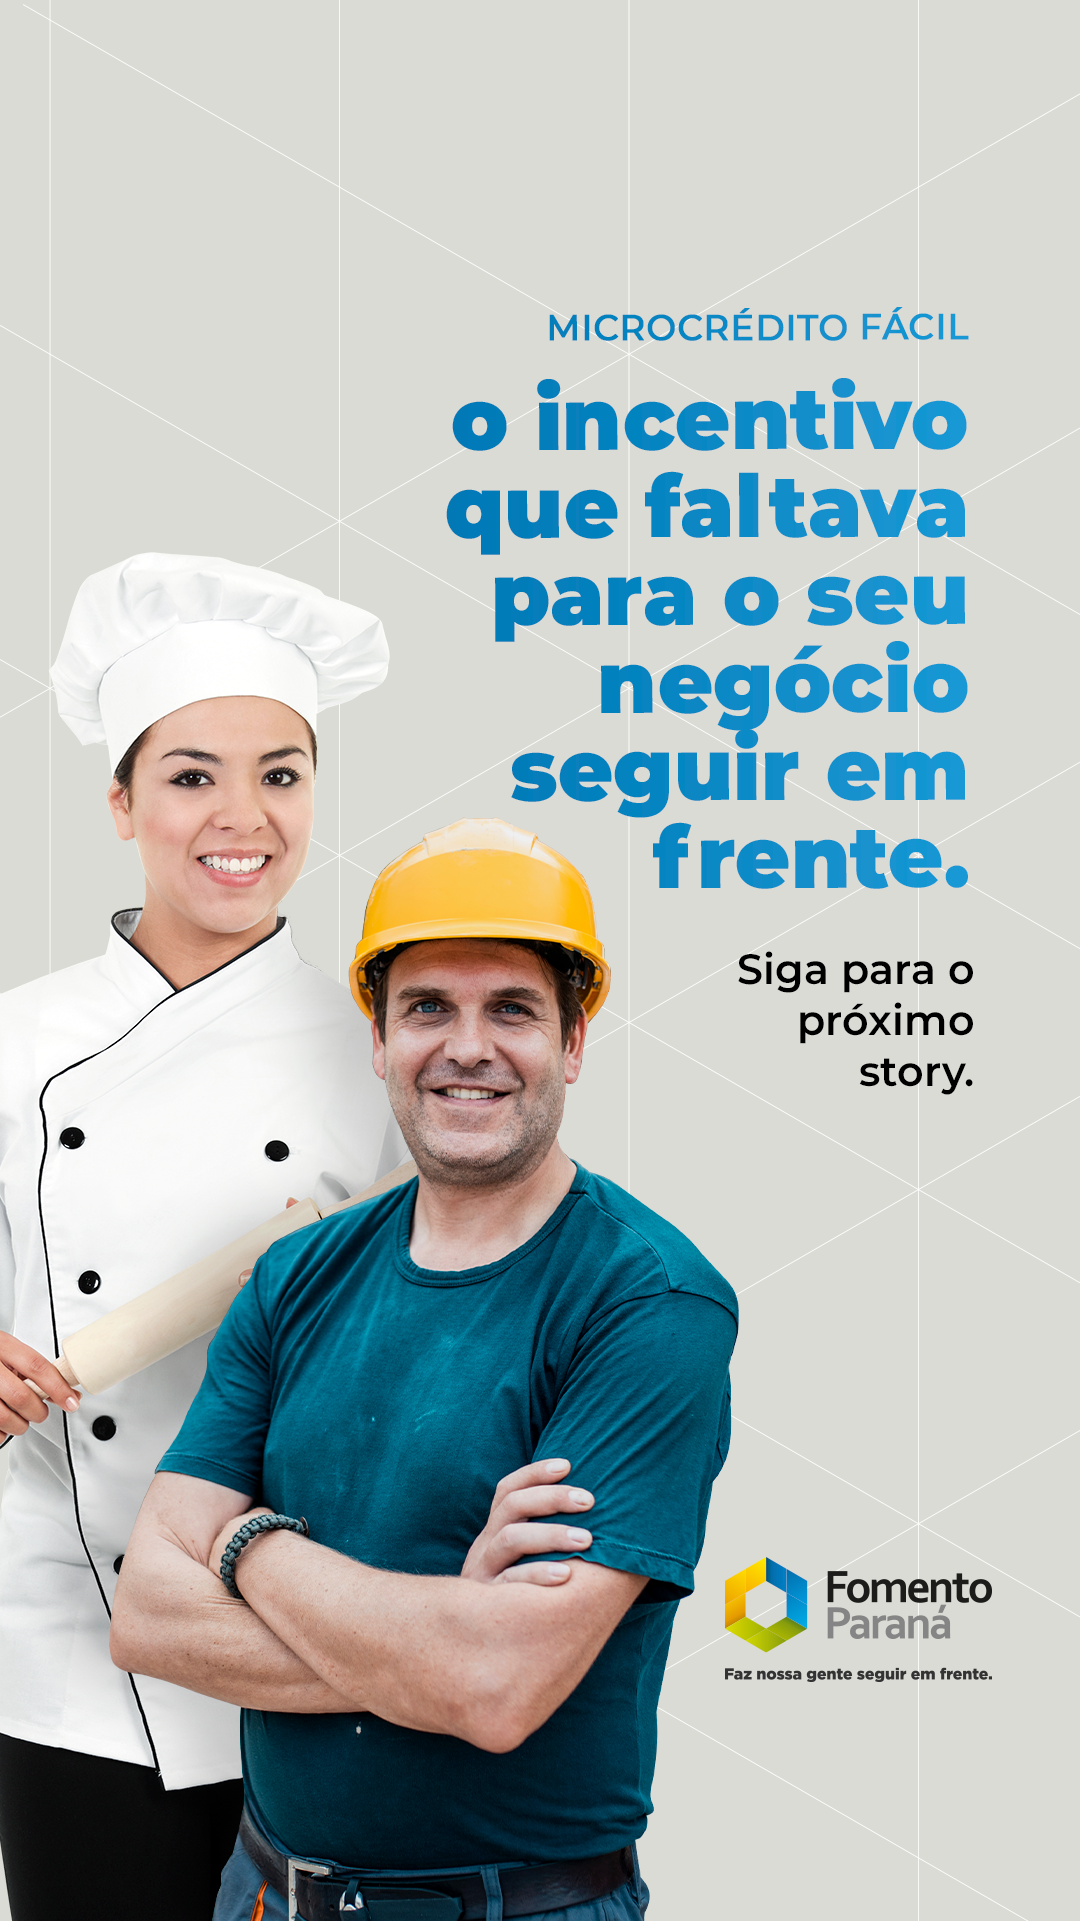 MICROCRÉDITO FÁCIL
o incentivo
que faltava
para o seu
negócio
seguir em
frente.
Siga para o
próximo
story.
Fomento
Paraná
Faz nossa gente seguir em frente.